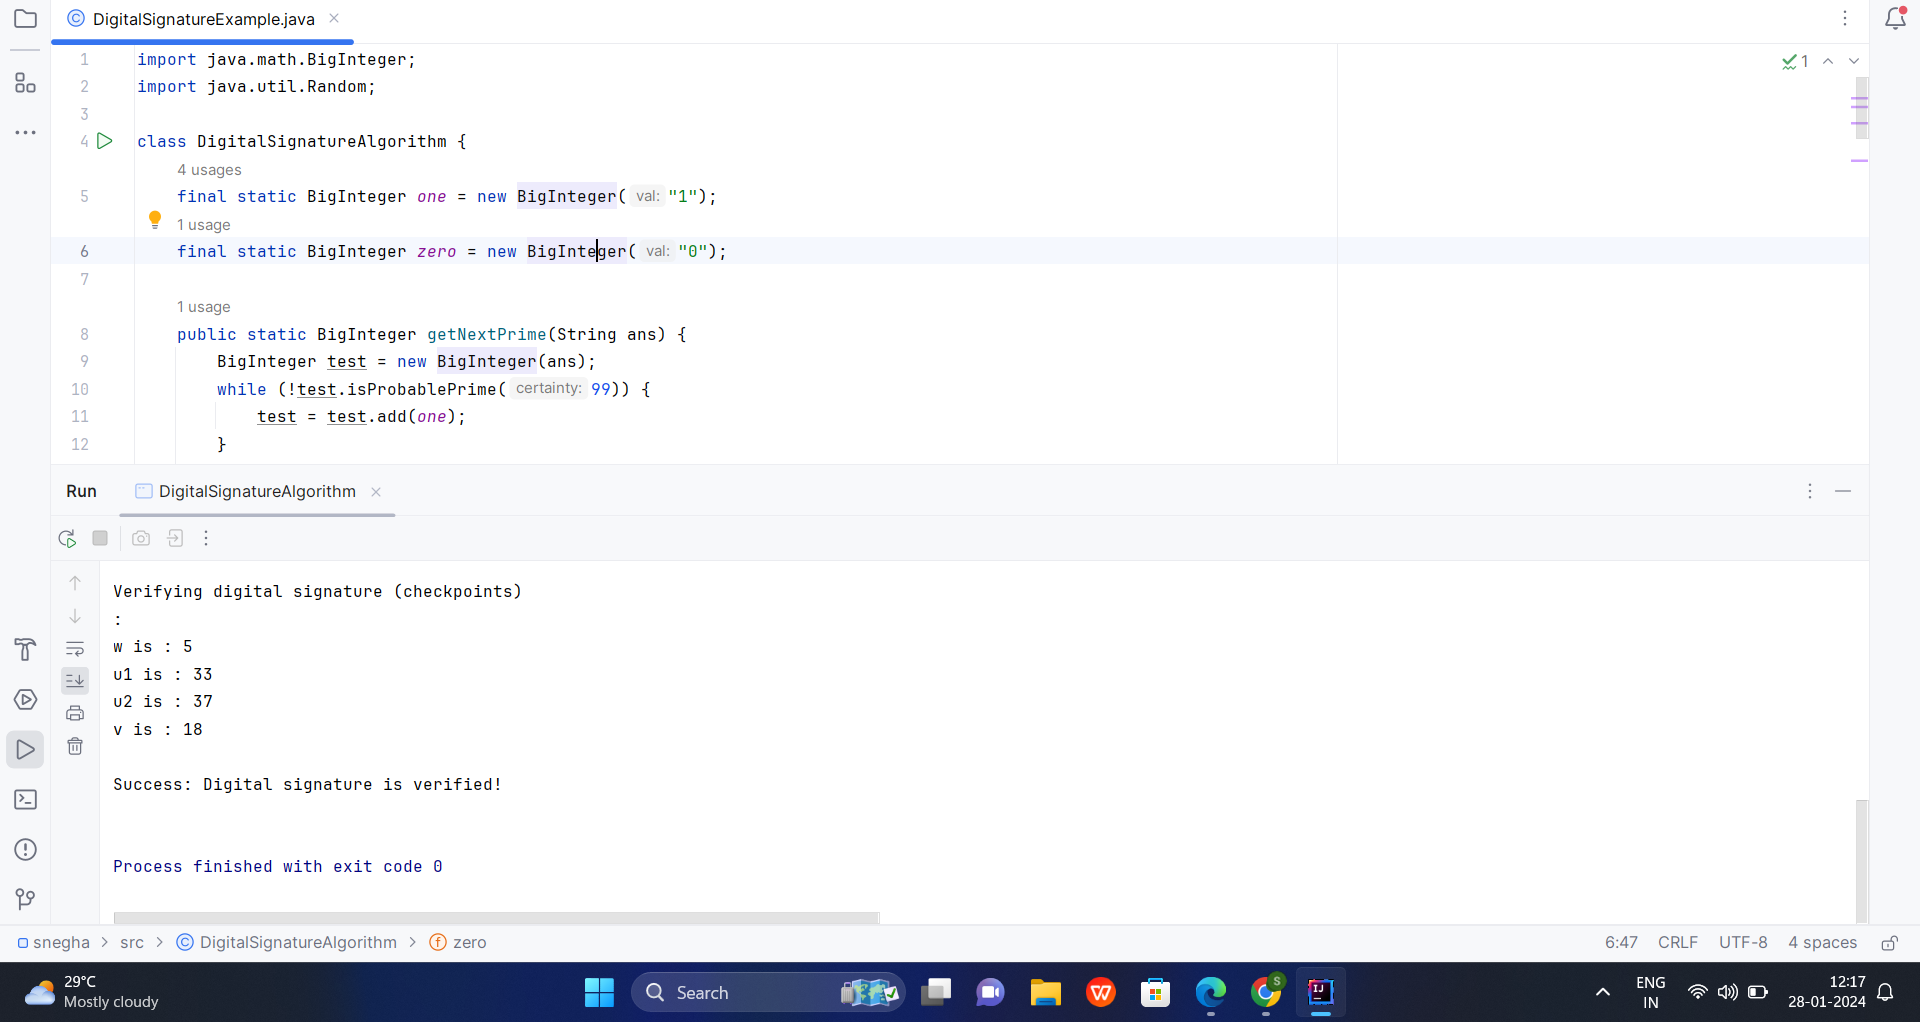 DigitalSignatureExample.java
1 import java.math.BigInteger;
2 import java.util.Random;
3
4 class DigitalSignatureAlgorithm {
4 usages
5 final static BigInteger one = new BigInteger( val: "1");
1 usage
6 final static BigInteger zero = new BigInteger( val: "0");
7
1 usage
8 public static BigInteger getNextPrime(String ans) {
9 BigInteger test = new BigInteger(ans);
10 while (!test.isProbablePrime( certainty: 99)) {
11 test = test.add(one);
12 }
1
Run DigitalSignatureAlgorithm
Verifying digital signature (checkpoints)
:
w is : 5
u1 is : 33
u2 is : 37
v is : 18
Success: Digital signature is verified!
Process finished with exit code 0
snegha > src > DigitalSignatureAlgorithm > zero 6:47 CRLF UTF-8 4 spaces
29°C
Mostly cloudy
Search
S
IJ
ENG
IN
12:17
28-01-2024